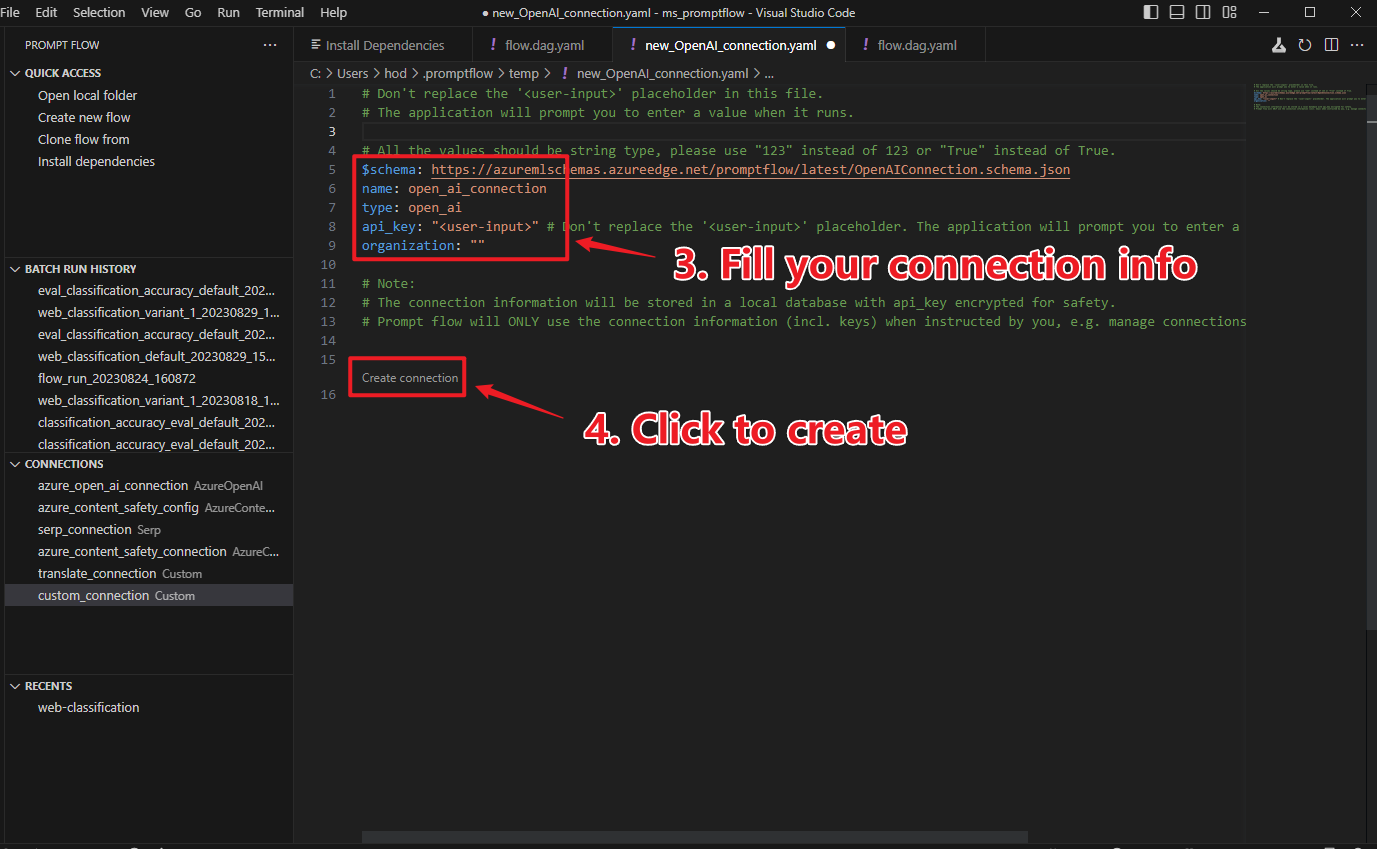 File Edit Selection View Go Run Terminal Help
● new_OpenAI_connection.yaml - ms_promptflow - Visual Studio Code
PROMPT FLOW ...
QUICK ACCESS
Open local folder
Create new flow
Clone flow from
Install dependencies
BATCH RUN HISTORY
eval_classification_accuracy_default_202...
web_classification_variant_1_20230829_1...
eval_classification_accuracy_default_202...
web_classification_default_20230829_15...
flow_run_20230824_160872
web_classification_variant_1_20230818_1...
classification_accuracy_eval_default_202...
classification_accuracy_eval_default_202...
CONNECTIONS
azure_open_ai_connection AzureOpenAI
azure_content_safety_config AzureConte...
serp_connection Serp
azure_content_safety_connection AzureC...
translate_connection Custom
custom_connection Custom
RECENTS
web-classification
Install Dependencies
! flow.dag.yaml
! new_OpenAI_connection.yaml ●
! flow.dag.yaml
C: > Users > hod > .promptflow > temp > ! new_OpenAI_connection.yaml > ...
1 # Don't replace the '<user-input>' placeholder in this file.
2 # The application will prompt you to enter a value when it runs.
3
4 # All the values should be string type, please use "123" instead of 123 or "True" instead of True.
5 $schema: https://azuremlschemas.azureedge.net/promptflow/latest/OpenAIConnection.schema.json
6 name: open_ai_connection
7 type: open_ai
8 api_key: "<user-input>" # Don't replace the '<user-input>' placeholder. The application will prompt you to enter a
9 organization: ""
10
11 # Note:
12 # The connection information will be stored in a local database with api_key encrypted for safety.
13 # Prompt flow will ONLY use the connection information (incl. keys) when instructed by you, e.g. manage connections
14
15
Create connection
16
3. Fill your connection info
4. Click to create